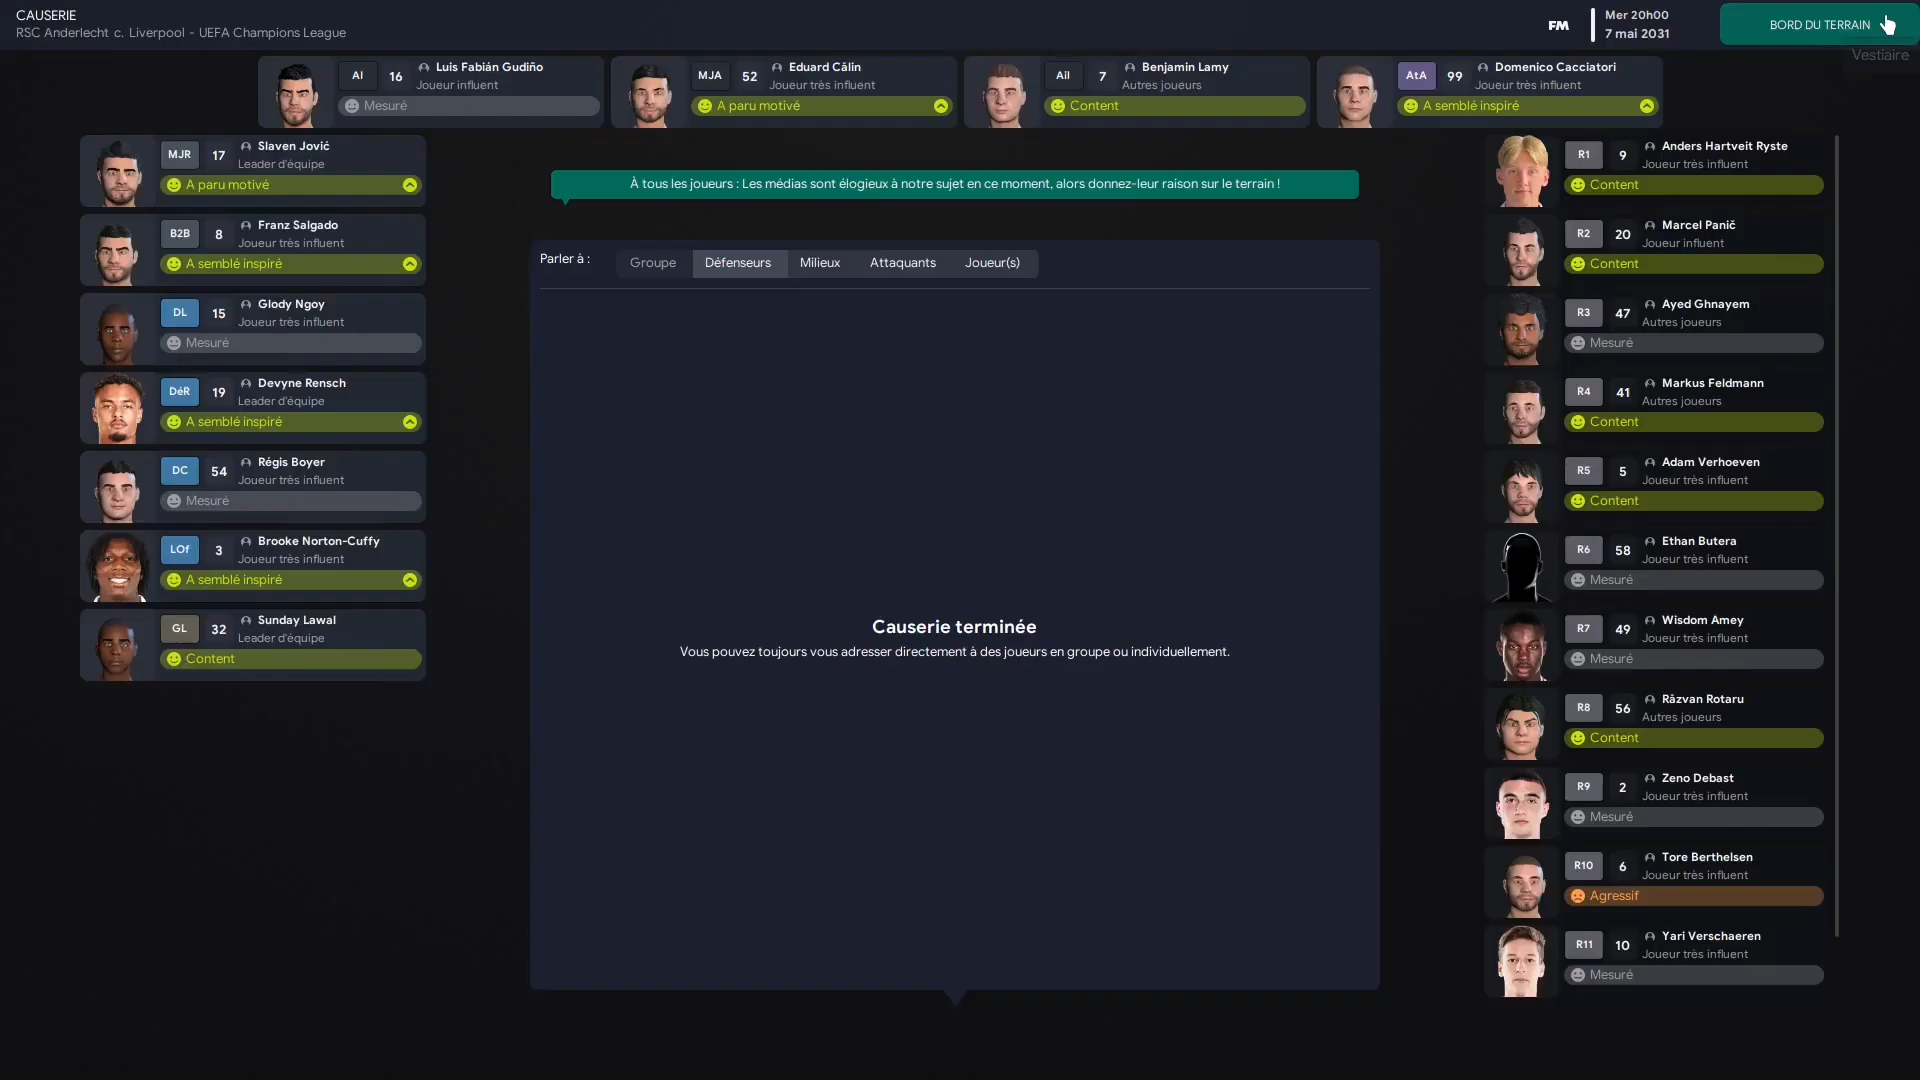 CAUSERIE
RSC Anderlecht c. Liverpool - UEFA Champions League
FM
Mer 20h00
7 mai 2031
BORD DU TERRAIN
Vestiaire
AI 16 Luis Fabián Gudiño
Joueur influent
Mesuré
MJA 52 Eduard Călin
Joueur très influent
A paru motivé
Ail 7 Benjamin Lamy
Autres joueurs
Content
AtA 99 Domenico Cacciatori
Joueur très influent
A semblé inspiré
MJR 17 Slaven Jović
Leader d'équipe
A paru motivé
B2B 8 Franz Salgado
Joueur très influent
A semblé inspiré
DL 15 Glody Ngoy
Joueur très influent
Mesuré
DéR 19 Devyne Rensch
Leader d'équipe
A semblé inspiré
DC 54 Régis Boyer
Joueur très influent
Mesuré
LOf 3 Brooke Norton-Cuffy
Joueur très influent
A semblé inspiré
GL 32 Sunday Lawal
Leader d'équipe
Content
À tous les joueurs : Les médias sont élogieux à notre sujet en ce moment, alors donnez-leur raison sur le terrain !
Parler à : Groupe Défenseurs Milieux Attaquants Joueur(s)
Causerie terminée
Vous pouvez toujours vous adresser directement à des joueurs en groupe ou individuellement.
R1 9 Anders Hartveit Ryste
Joueur très influent
Content
R2 20 Marcel Panič
Joueur influent
Content
R3 47 Ayed Ghnayem
Autres joueurs
Mesuré
R4 41 Markus Feldmann
Autres joueurs
Content
R5 5 Adam Verhoeven
Joueur très influent
Content
R6 58 Ethan Butera
Joueur très influent
Mesuré
R7 49 Wisdom Amey
Joueur très influent
Mesuré
R8 56 Răzvan Rotaru
Autres joueurs
Content
R9 2 Zeno Debast
Joueur très influent
Mesuré
R10 6 Tore Berthelsen
Joueur très influent
Agressif
R11 10 Yari Verschaeren
Joueur très influent
Mesuré